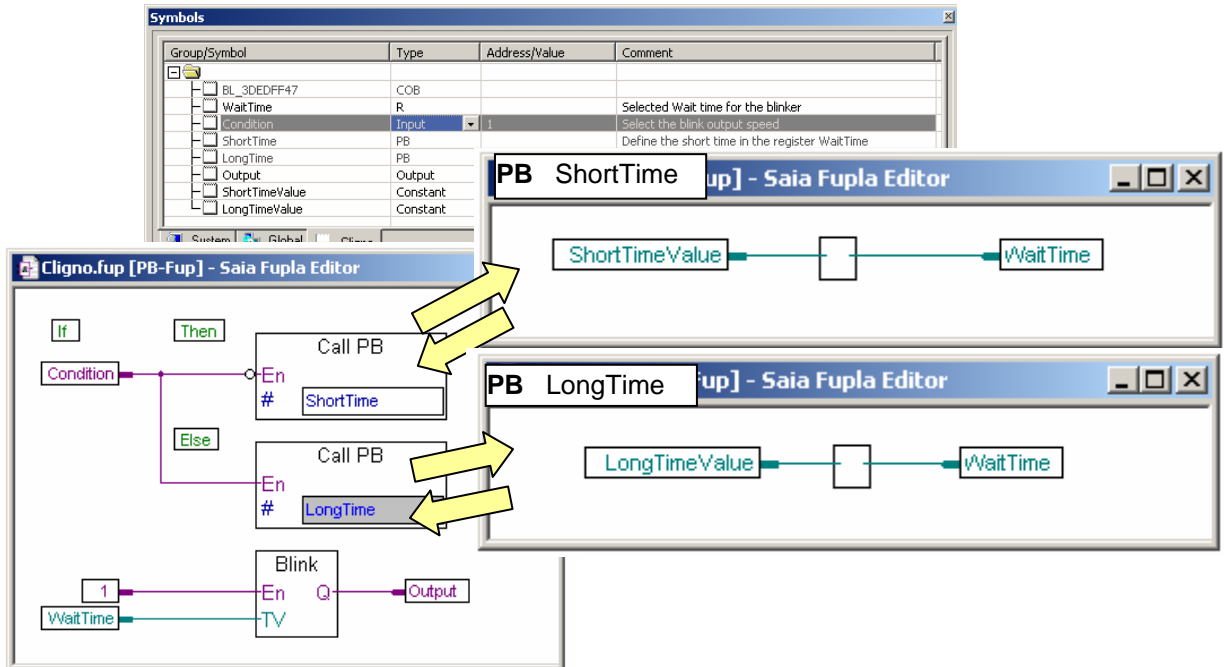 Symbols
Group/Symbol Type Address/Value Comment
BL_3DEDFF47 COB
WaitTime R Selected Wait time for the blinker
Condition Input 1 Select the blink output speed
ShortTime PB Define the short time in the register WaitTime
LongTime PB
Output Output
ShortTimeValue Constant
LongTimeValue Constant
System Global Cligno
PB ShortTime up] - Saia Fupla Editor
ShortTimeValue WaitTime
PB LongTime up] - Saia Fupla Editor
LongTimeValue WaitTime
Cligno.fup [PB-Fup] - Saia Fupla Editor
If Then
Call PB
Condition En
# ShortTime
Else
Call PB
En
# LongTime
Blink
1 En Q Output
WaitTime TV